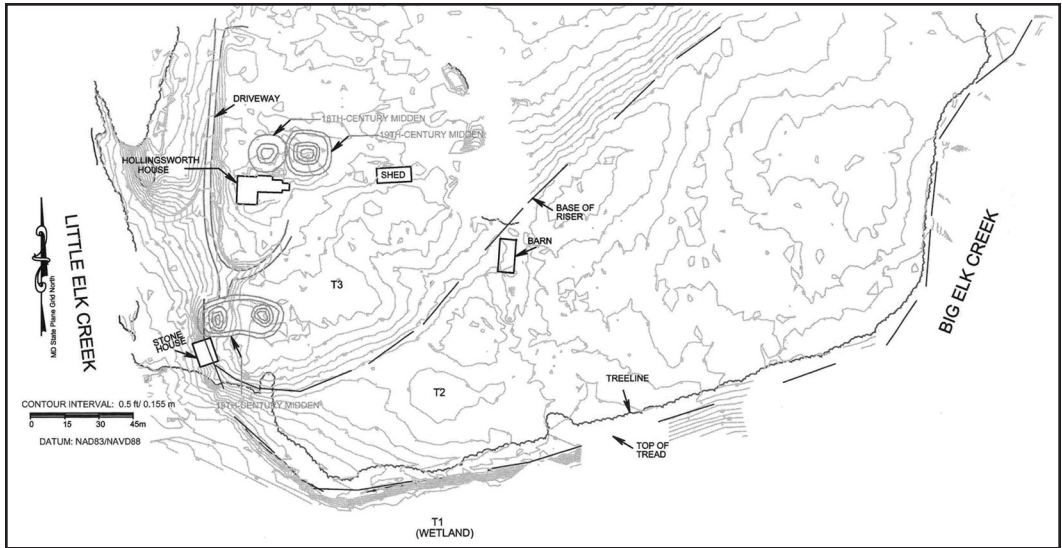 DRIVEWAY
18TH-CENTURY MIDDEN
19TH-CENTURY MIDDEN
HOLLINGSWORTH
HOUSE
SHED
BASE OF
RISER
BARN
LITTLE ELK CREEK
MD State Plane Grid North
T3
BIG ELK CREEK
STONE
HOUSE
TREELINE
T2
CONTOUR INTERVAL: 0.5 ft/ 0.155 m
18TH-CENTURY MIDDEN
0 15 30 45m
TOP OF
TREAD
DATUM: NAD83/NAVD88
T1
(WETLAND)